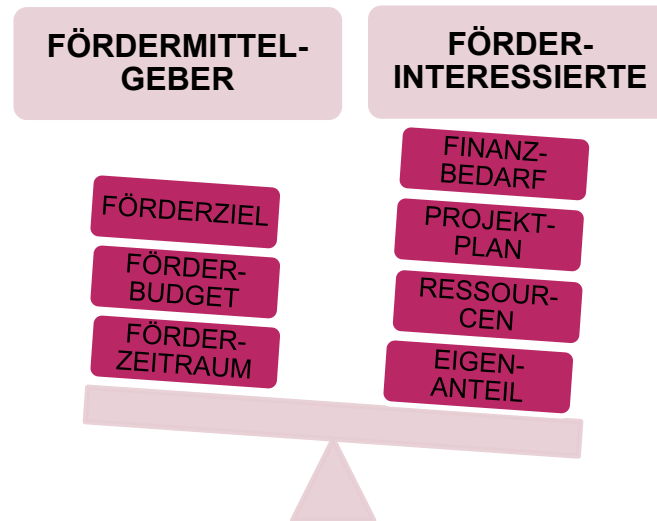 FÖRDERMITTEL-
GEBER
FÖRDER-
INTERESSIERTE
FÖRDERZIEL
FÖRDER-
BUDGET
FÖRDER-
ZEITRAUM
FINANZ-
BEDARF
PROJEKT-
PLAN
RESSOUR-
CEN
EIGEN-
ANTEIL